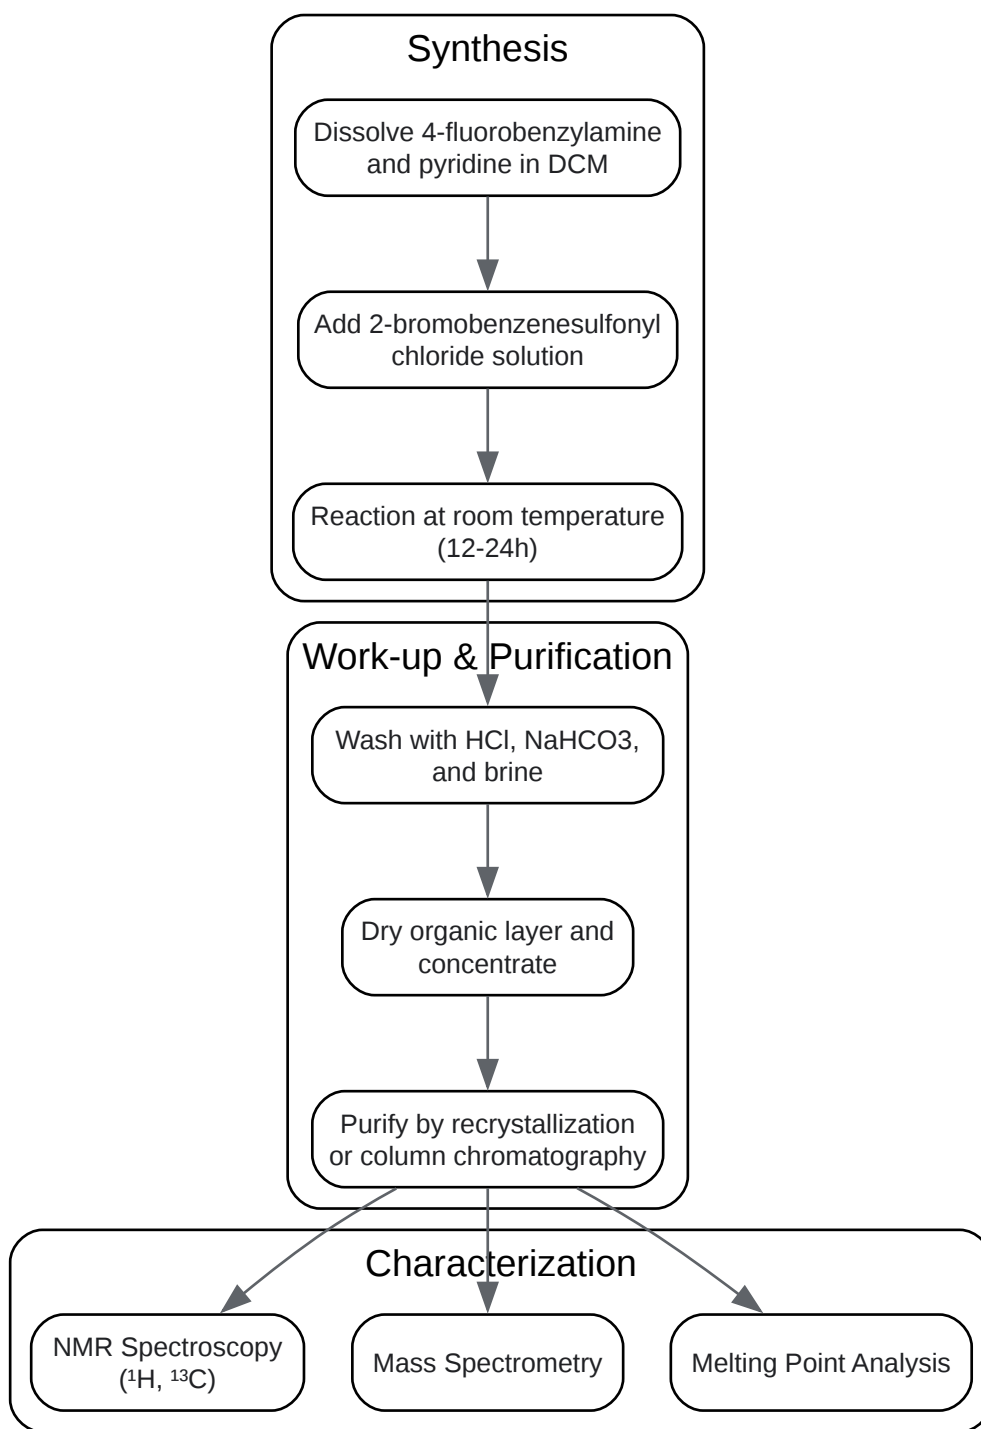 Synthesis
Dissolve 4-fluorobenzylamine
and pyridine in DCM
Add 2-bromobenzenesulfonyl
chloride solution
Reaction at room temperature
(12-24h)
Work-up & Purification
Wash with HCl, NaHCO3,
and brine
Dry organic layer and
concentrate
Purify by recrystallization
or column chromatography
Characterization
NMR Spectroscopy
(¹H, ¹³C)
Mass Spectrometry
Melting Point Analysis